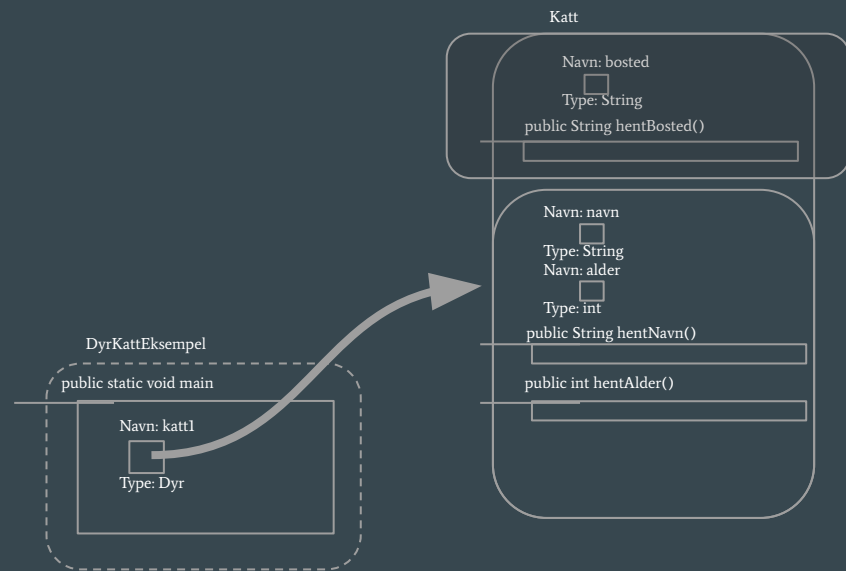 Katt
Navn: bosted
Type: String
public String hentBosted()
Navn: navn
Type: String
Navn: alder
Type: int
public String hentNavn()
public int hentAlder()
DyrKattEksempel
public static void main
Navn: katt1
Type: Dyr